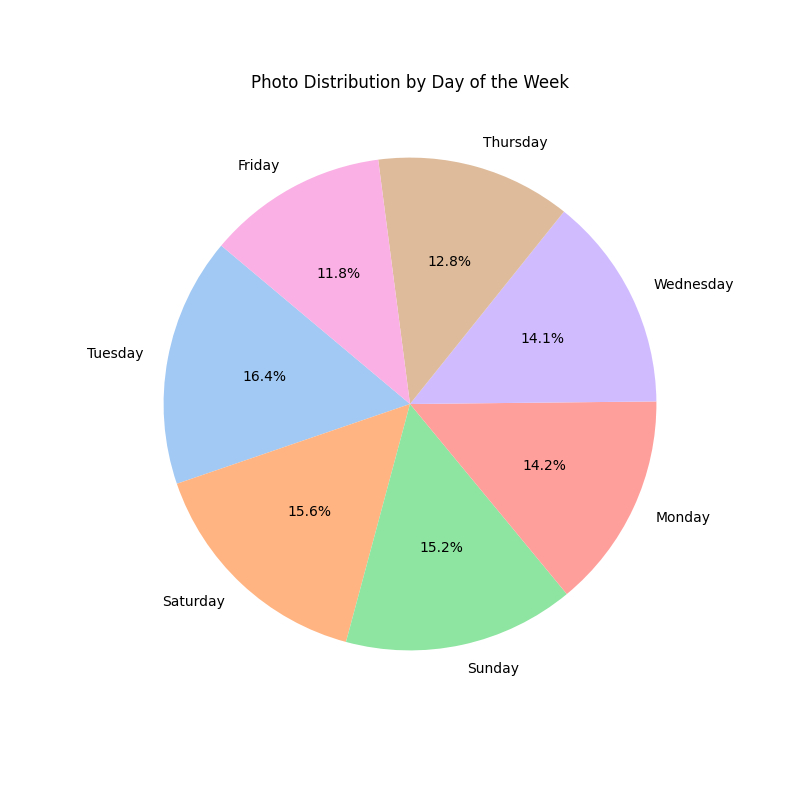 Photo Distribution by Day of the Week
Thursday
Friday
12.8%
11.8%
Wednesday
14.1%
Tuesday
16.4%
14.2%
Monday
15.6%
15.2%
Saturday
Sunday